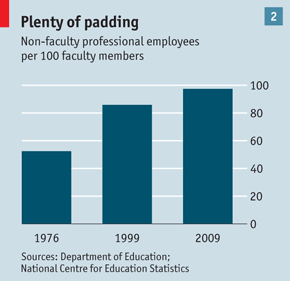 Plenty of padding
2
Non-faculty professional employees
per 100 faculty members
100
80
60
40
20
0
1976 1999 2009
Sources: Department of Education;
National Centre for Education Statistics